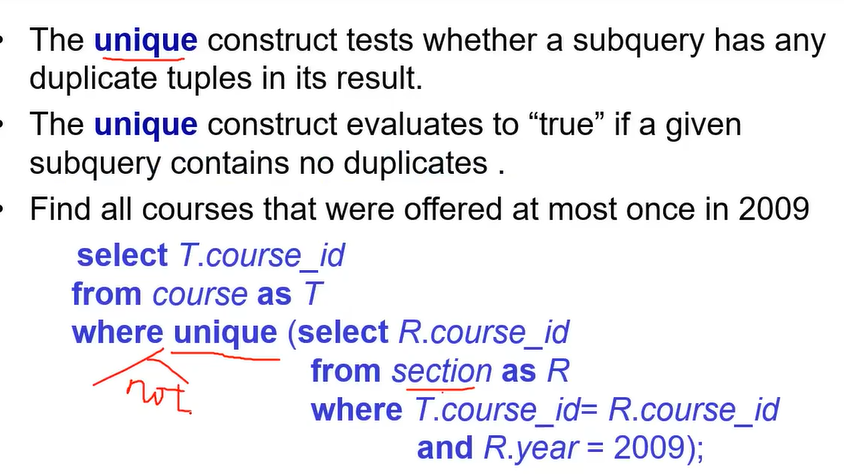 • The unique construct tests whether a subquery has any
duplicate tuples in its result.
• The unique construct evaluates to “true” if a given
subquery contains no duplicates .
• Find all courses that were offered at most once in 2009
select T.course_id
from course as T
where unique (select R.course_id
not
from section as R
where T.course_id= R.course_id
and R.year = 2009);